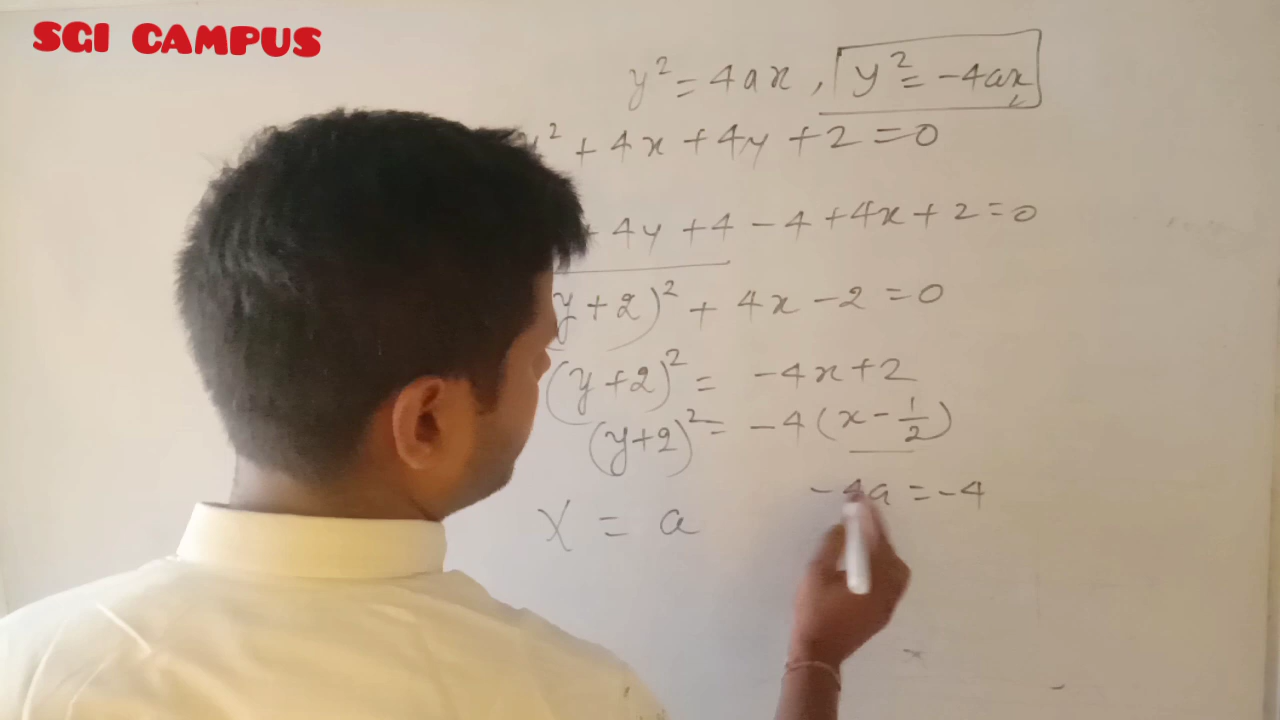 SGI CAMPUS
y² = 4ax , y² = -4ax
y² + 4x + 4y + 2 = 0
+ 4y + 4 - 4 + 4x + 2 = 0
(y + 2)² + 4x - 2 = 0
(y + 2)² = -4x + 2
(y + 2)² = -4 (x - 1/2)
-4a = -4
X = a